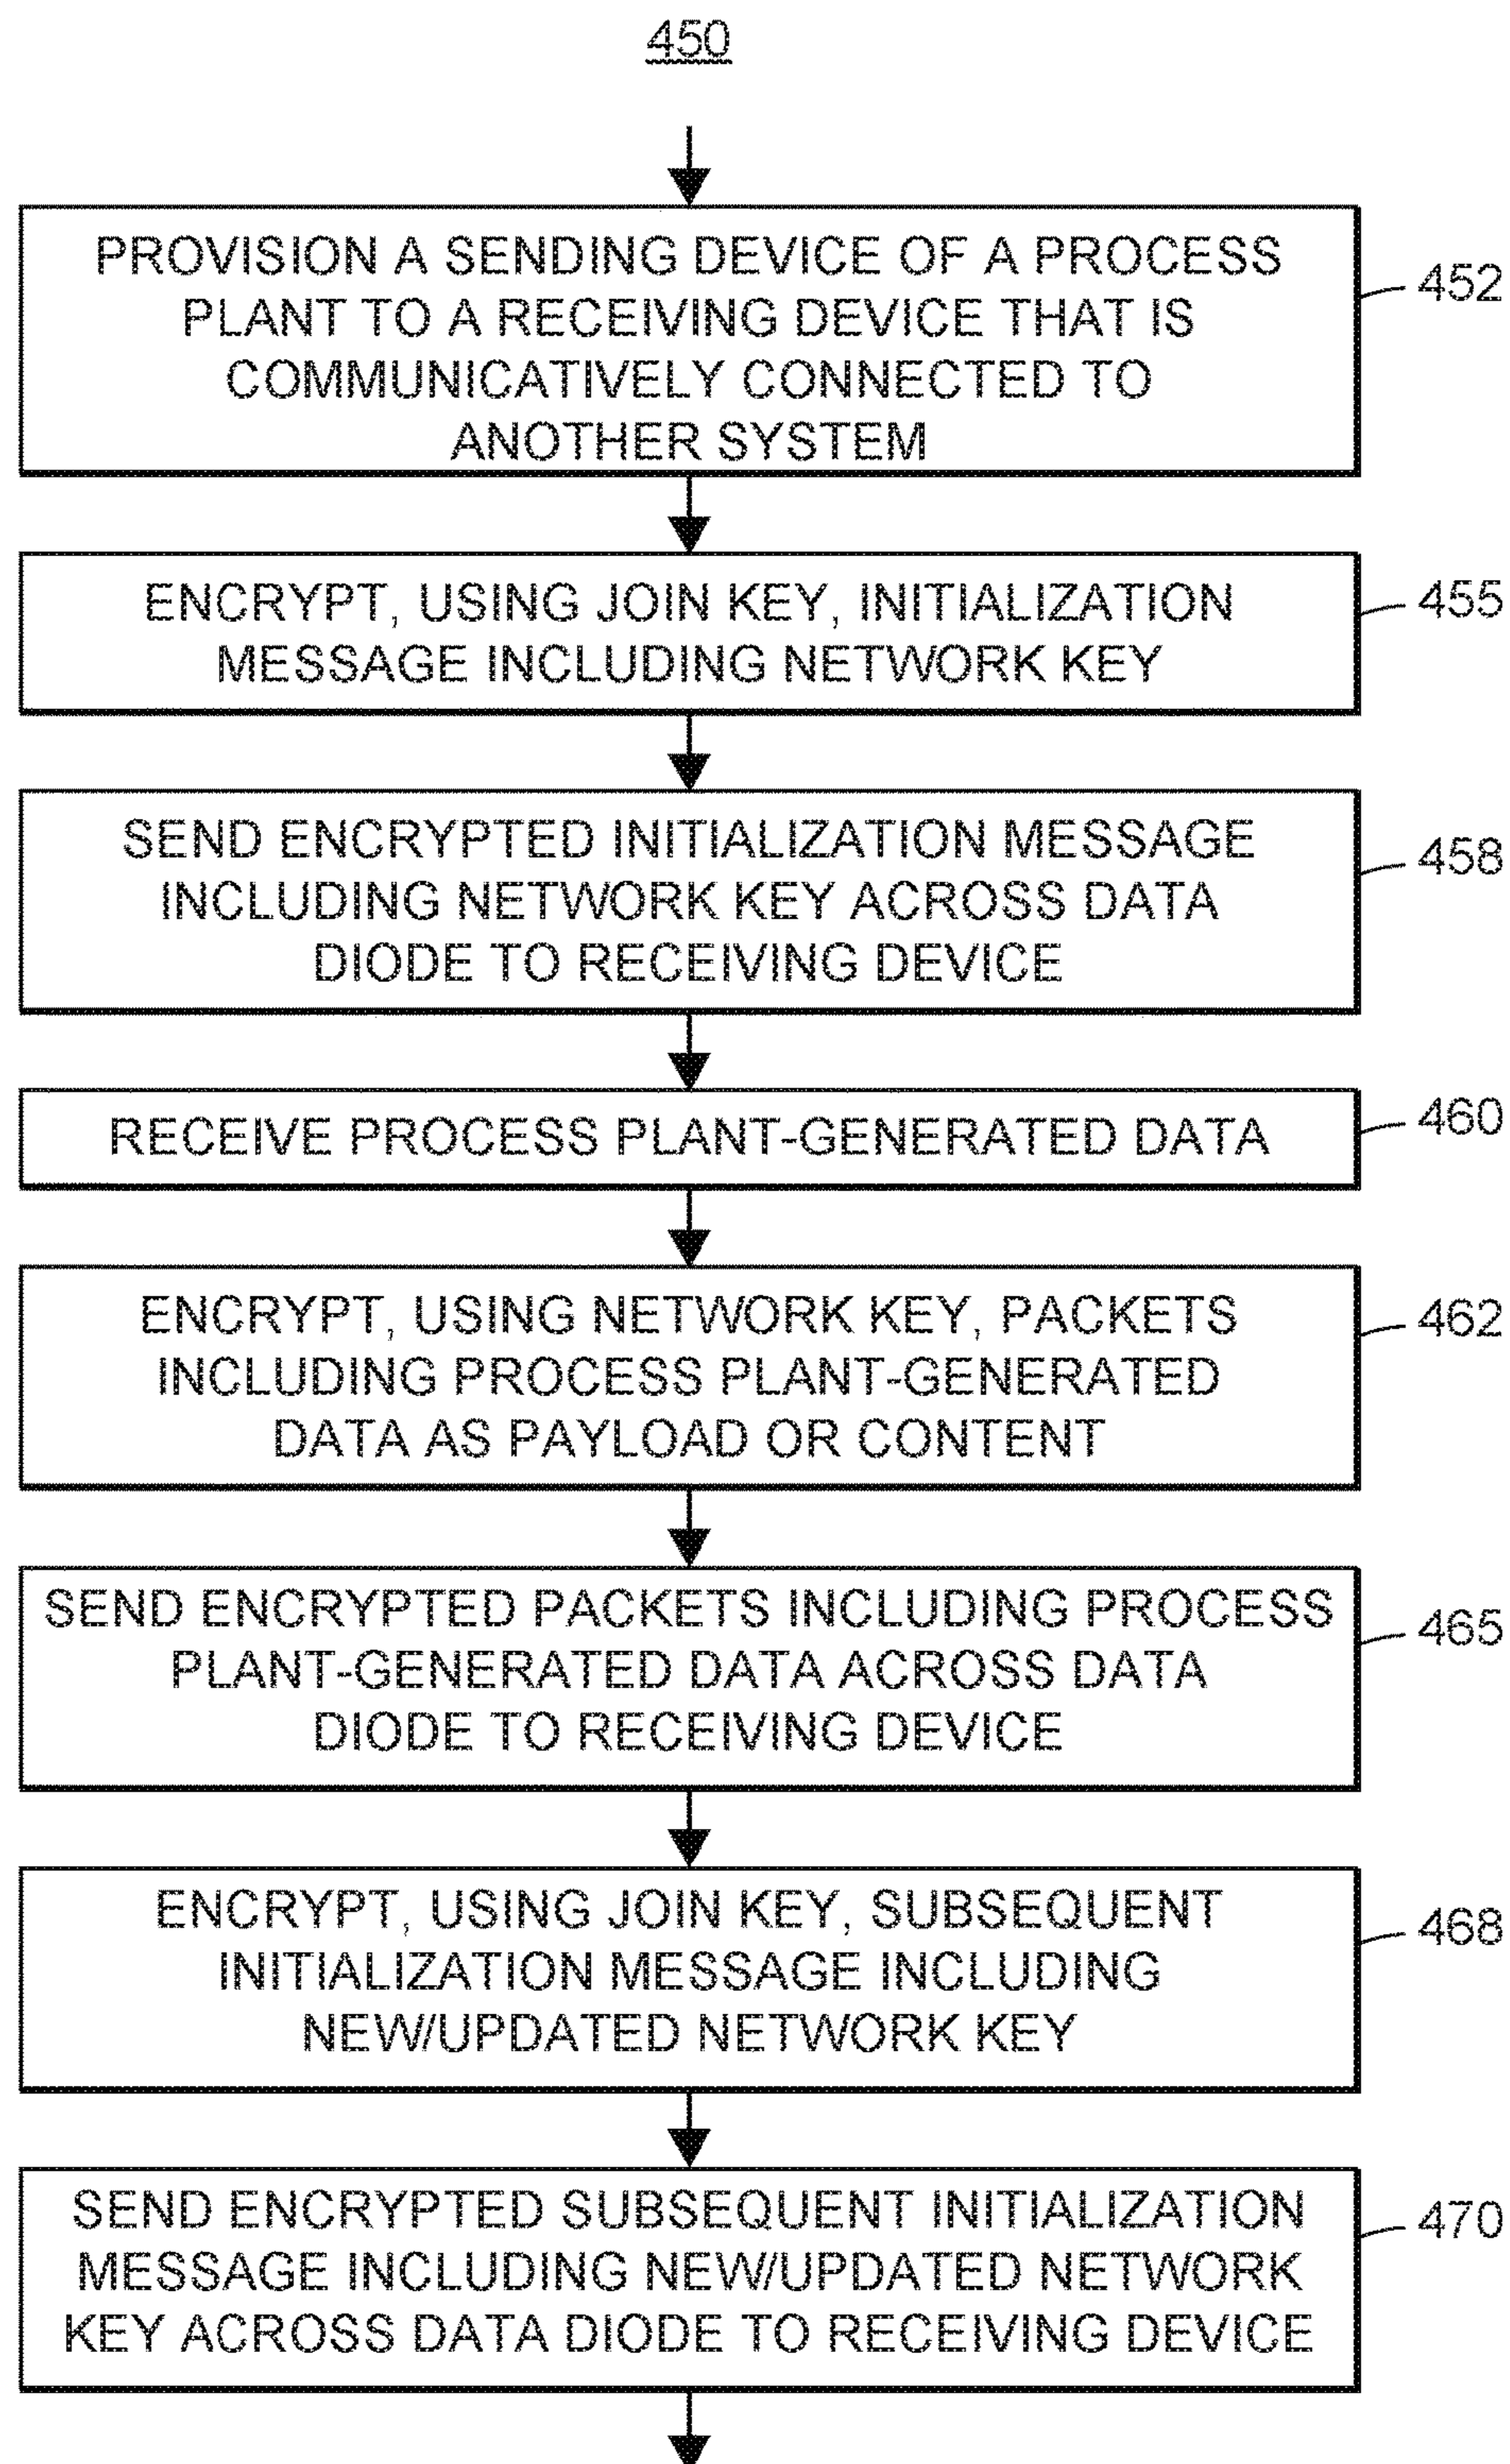 450
PROVISION A SENDING DEVICE OF A PROCESS
PLANT TO A RECEIVING DEVICE THAT IS
COMMUNICATIVELY CONNECTED TO
ANOTHER SYSTEM
452
ENCRYPT, USING JOIN KEY, INITIALIZATION
MESSAGE INCLUDING NETWORK KEY
455
SEND ENCRYPTED INITIALIZATION MESSAGE
INCLUDING NETWORK KEY ACROSS DATA
DIODE TO RECEIVING DEVICE
458
RECEIVE PROCESS PLANT-GENERATED DATA
460
ENCRYPT, USING NETWORK KEY, PACKETS
INCLUDING PROCESS PLANT-GENERATED
DATA AS PAYLOAD OR CONTENT
462
SEND ENCRYPTED PACKETS INCLUDING PROCESS
PLANT-GENERATED DATA ACROSS DATA
DIODE TO RECEIVING DEVICE
465
ENCRYPT, USING JOIN KEY, SUBSEQUENT
INITIALIZATION MESSAGE INCLUDING
NEW/UPDATED NETWORK KEY
468
SEND ENCRYPTED SUBSEQUENT INITIALIZATION
MESSAGE INCLUDING NEW/UPDATED NETWORK
KEY ACROSS DATA DIODE TO RECEIVING DEVICE
470